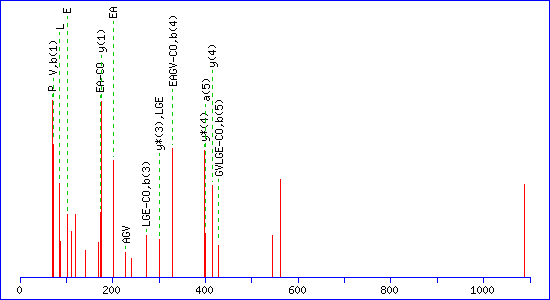 P
V,b(1)
L
E
EA-CO
y(1)
EA
AGV
LGE-CO,b(3)
y*(3),LGE
EAGV-CO,b(4)
y*(4)
a(5)
y(4)
GVLGE-CO,b(5)
0 200 400 600 800 1000